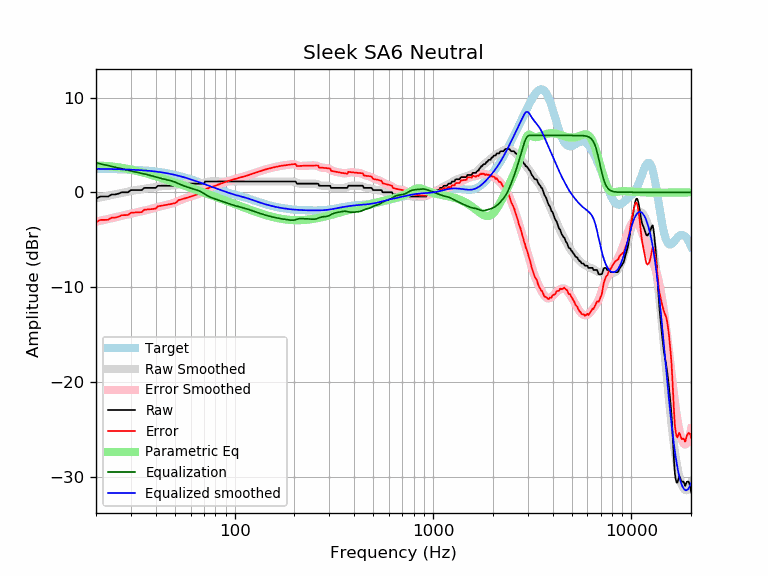 Sleek SA6 Neutral
Amplitude (dBr)
10
0
−10
−20
−30
Target
Raw Smoothed
Error Smoothed
Raw
Error
Parametric Eq
Equalization
Equalized smoothed
100
1000
10000
Frequency (Hz)